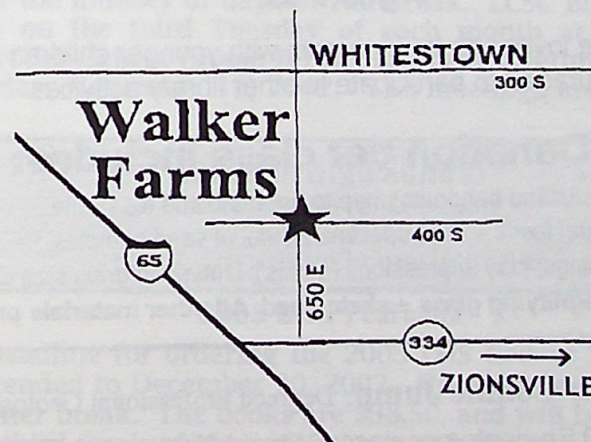 WHITESTOWN
300 S
Walker
Farms
400 S
65
650 E
334
ZIONSVILLE